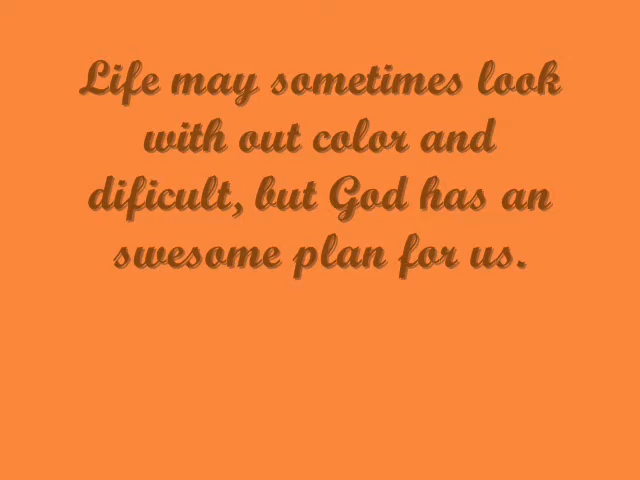 Life may sometimes look
with out color and
dificult, but God has an
swesome plan for us.